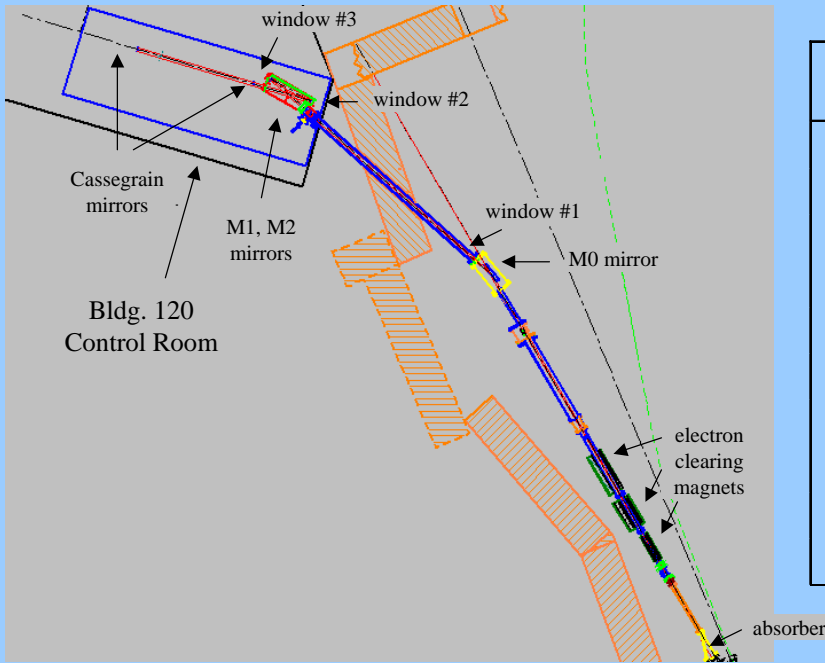 window #3
window #2
Cassegrain
mirrors
M1, M2
mirrors
window #1
M0 mirror
Bldg. 120
Control Room
electron
clearing
magnets
absorber